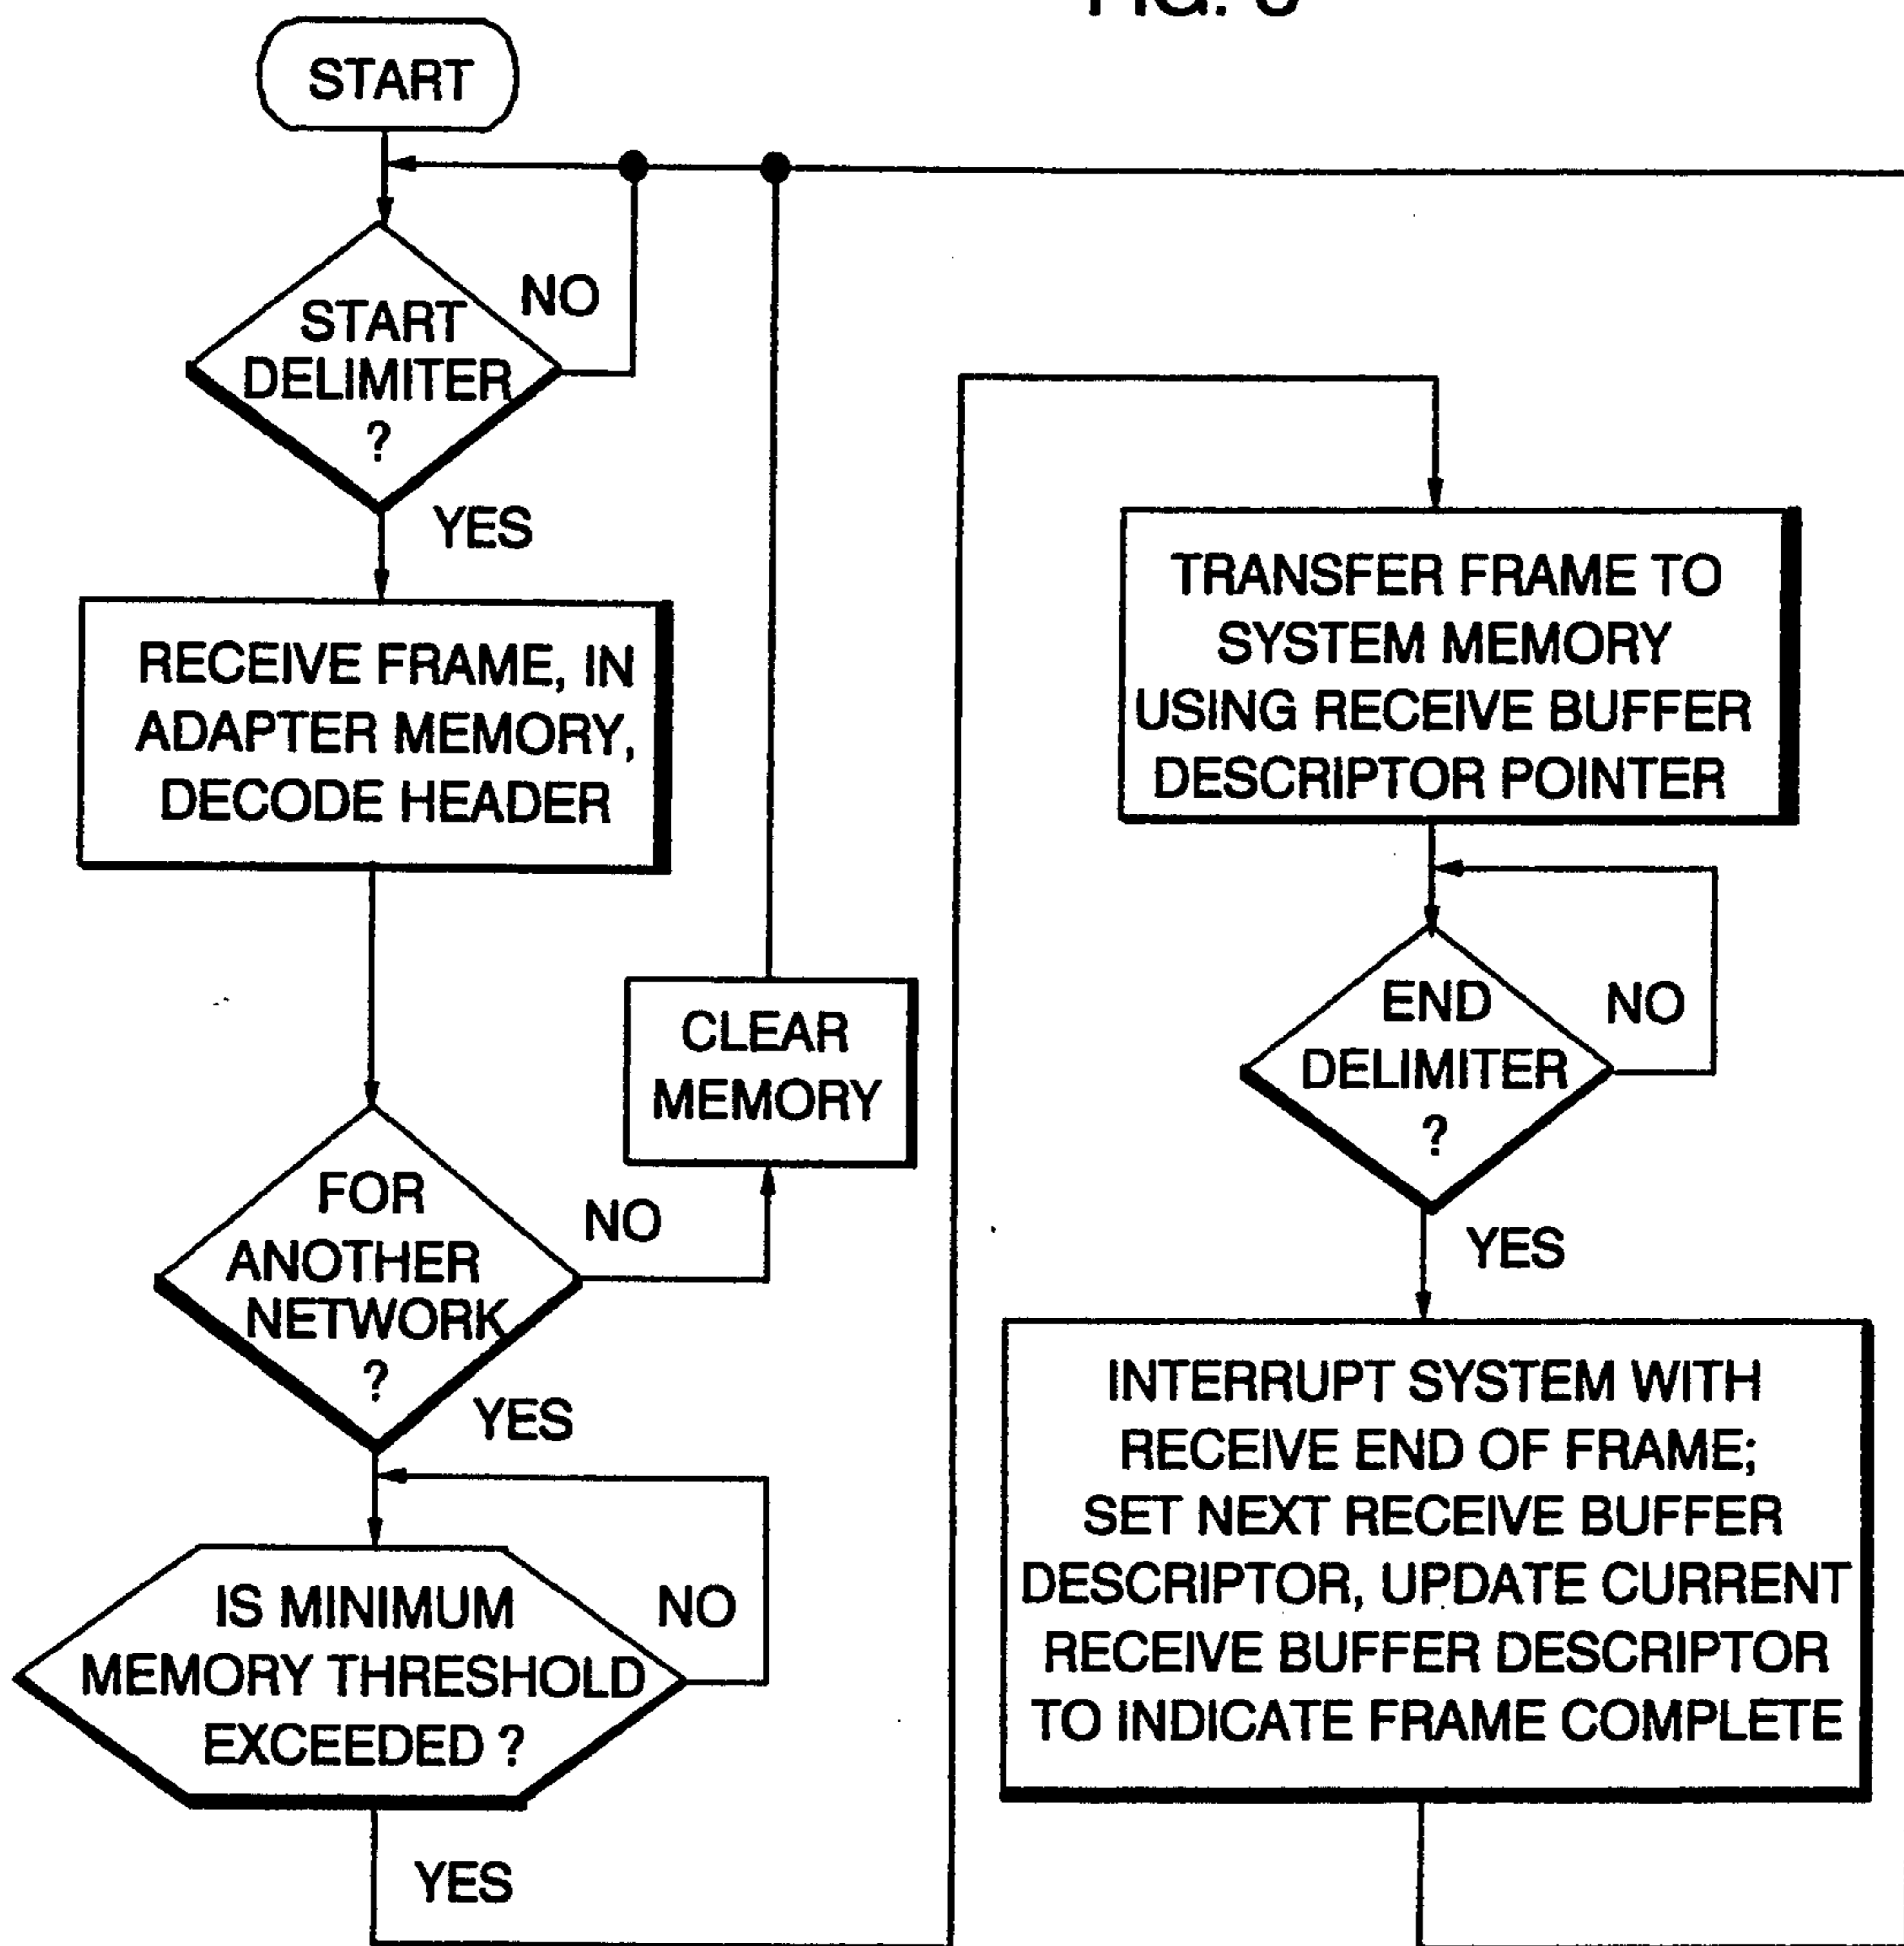 START
START
DELIMITER
?
NO
YES
RECEIVE FRAME, IN
ADAPTER MEMORY,
DECODE HEADER
CLEAR
MEMORY
FOR
ANOTHER
NETWORK
?
NO
YES
IS MINIMUM
MEMORY THRESHOLD
EXCEEDED ?
NO
YES
TRANSFER FRAME TO
SYSTEM MEMORY
USING RECEIVE BUFFER
DESCRIPTOR POINTER
END
DELIMITER
?
NO
YES
INTERRUPT SYSTEM WITH
RECEIVE END OF FRAME;
SET NEXT RECEIVE BUFFER
DESCRIPTOR, UPDATE CURRENT
RECEIVE BUFFER DESCRIPTOR
TO INDICATE FRAME COMPLETE
FIG.